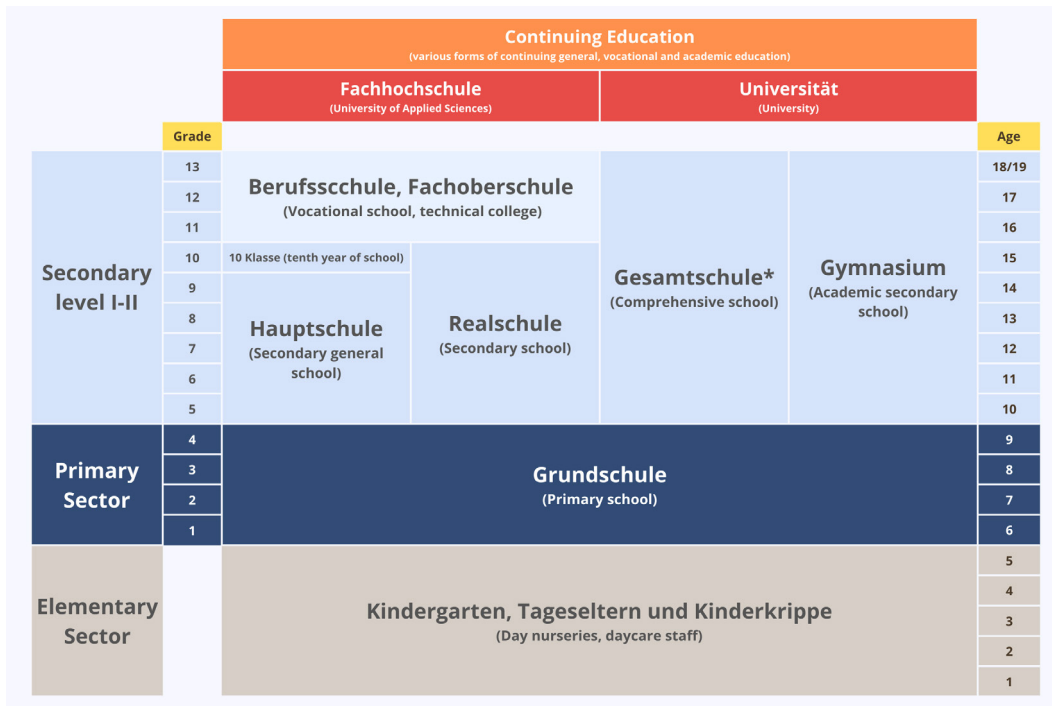 Continuing Education
(various forms of continuing general, vocational and academic education)
Fachhochschule
(University of Applied Sciences)
Universität
(University)
Grade
Age
Secondary
level I-II
13
12
11
10
9
8
7
6
5
Berufsscchule, Fachoberschule
(Vocational school, technical college)
10 Klasse (tenth year of school)
Hauptschule
(Secondary general
school)
Realschule
(Secondary school)
Gesamtschule*
(Comprehensive school)
Gymnasium
(Academic secondary
school)
18/19
17
16
15
14
13
12
11
10
Primary
Sector
4
3
2
1
Grundschule
(Primary school)
9
8
7
6
Elementary
Sector
Kindergarten, Tageseltern und Kinderkrippe
(Day nurseries, daycare staff)
5
4
3
2
1